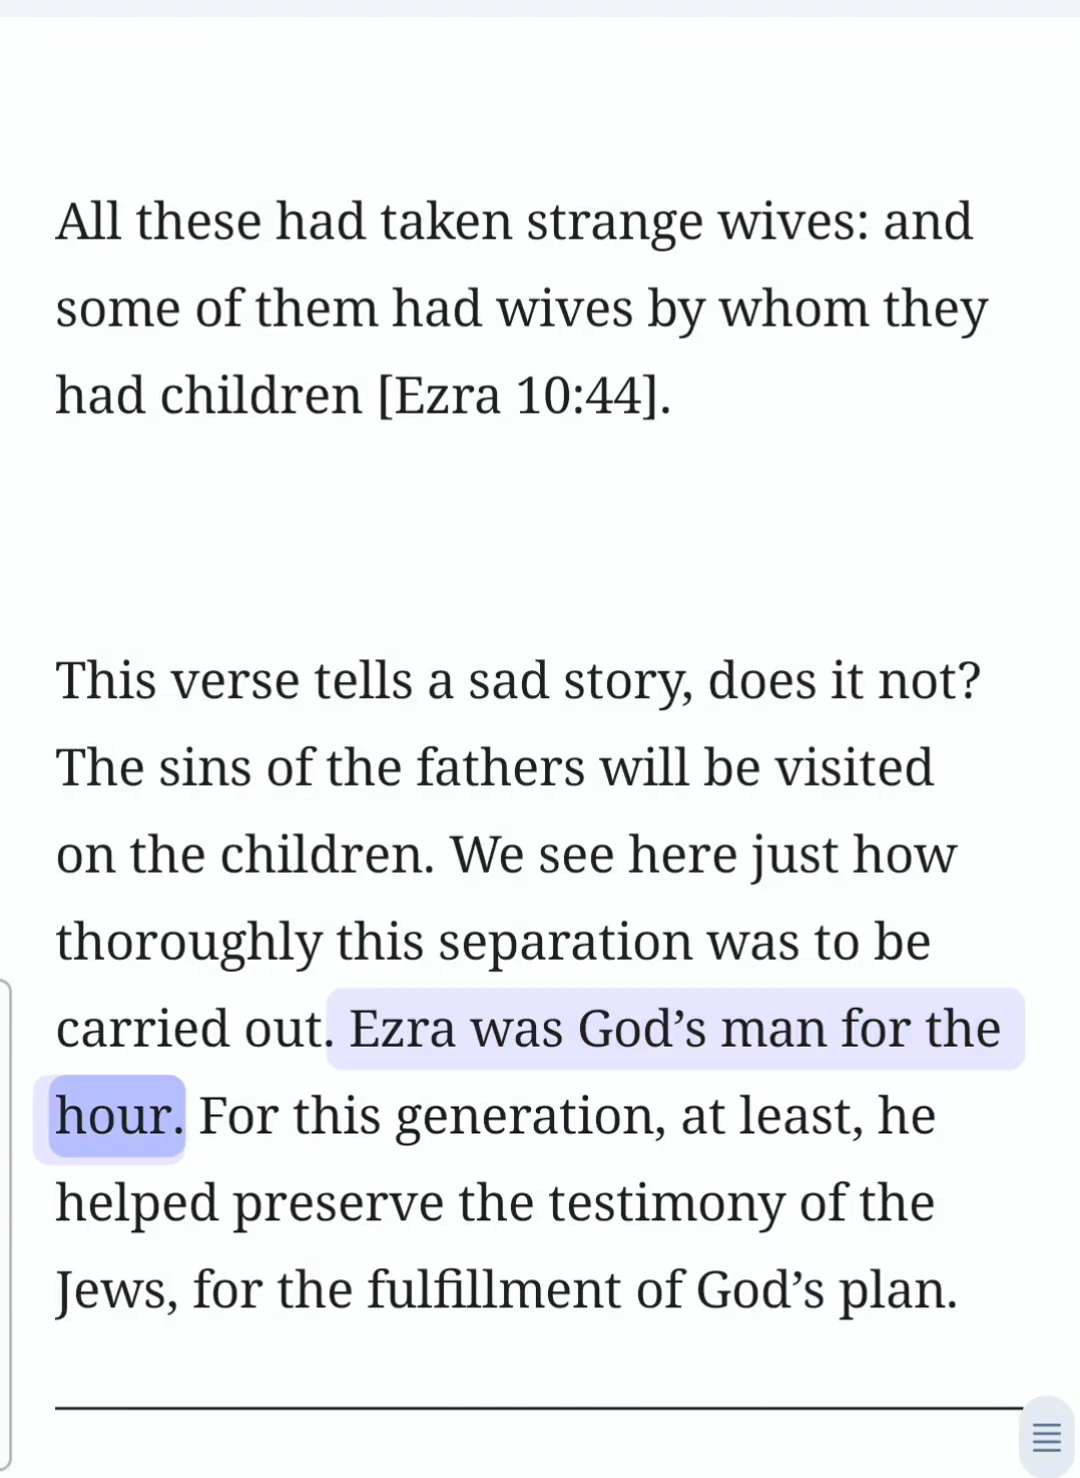 All these had taken strange wives: and
some of them had wives by whom they
had children [Ezra 10:44].
This verse tells a sad story, does it not?
The sins of the fathers will be visited
on the children. We see here just how
thoroughly this separation was to be
carried out. Ezra was God’s man for the
hour. For this generation, at least, he
helped preserve the testimony of the
Jews, for the fulfillment of God’s plan.